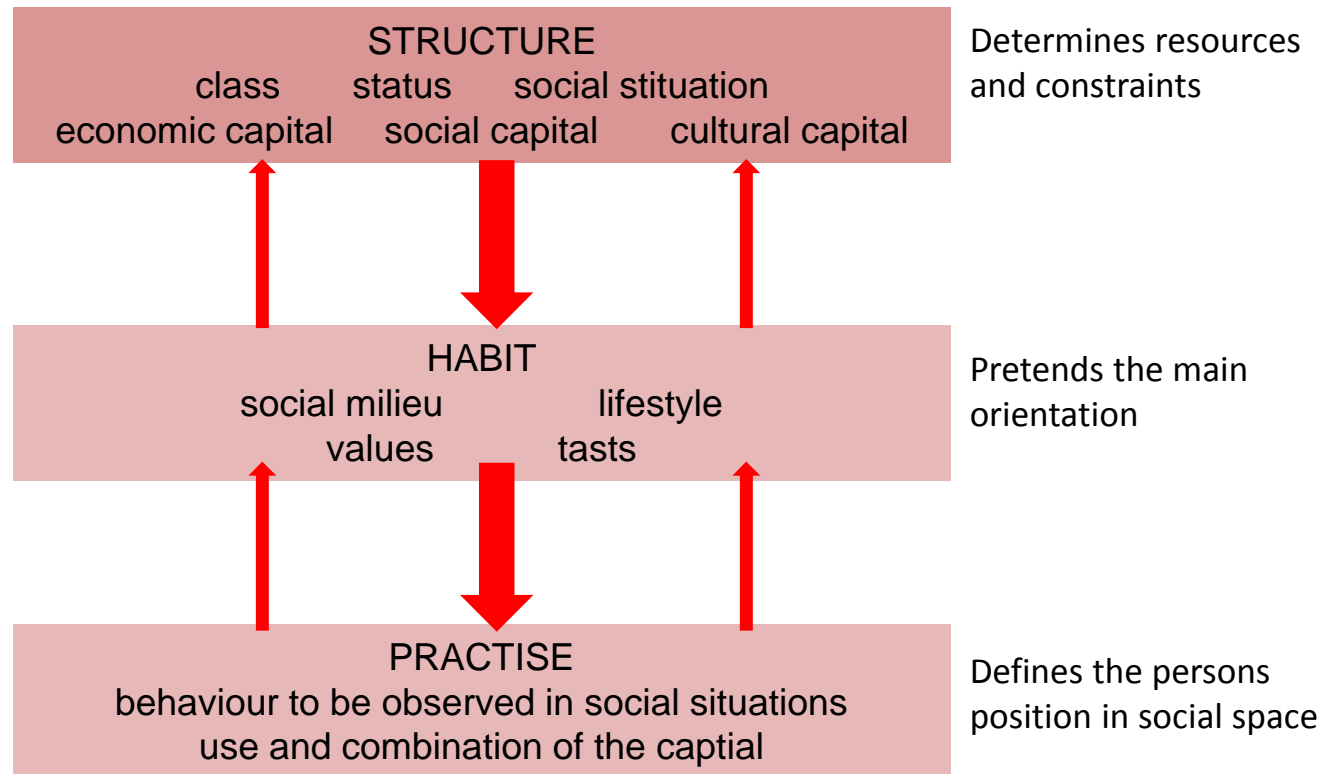 STRUCTURE
class status social stituation
economic capital social capital cultural capital
Determines resources
and constraints
HABIT
social milieu lifestyle
values tasts
Pretends the main
orientation
PRACTISE
behaviour to be observed in social situations
use and combination of the captial
Defines the persons
position in social space